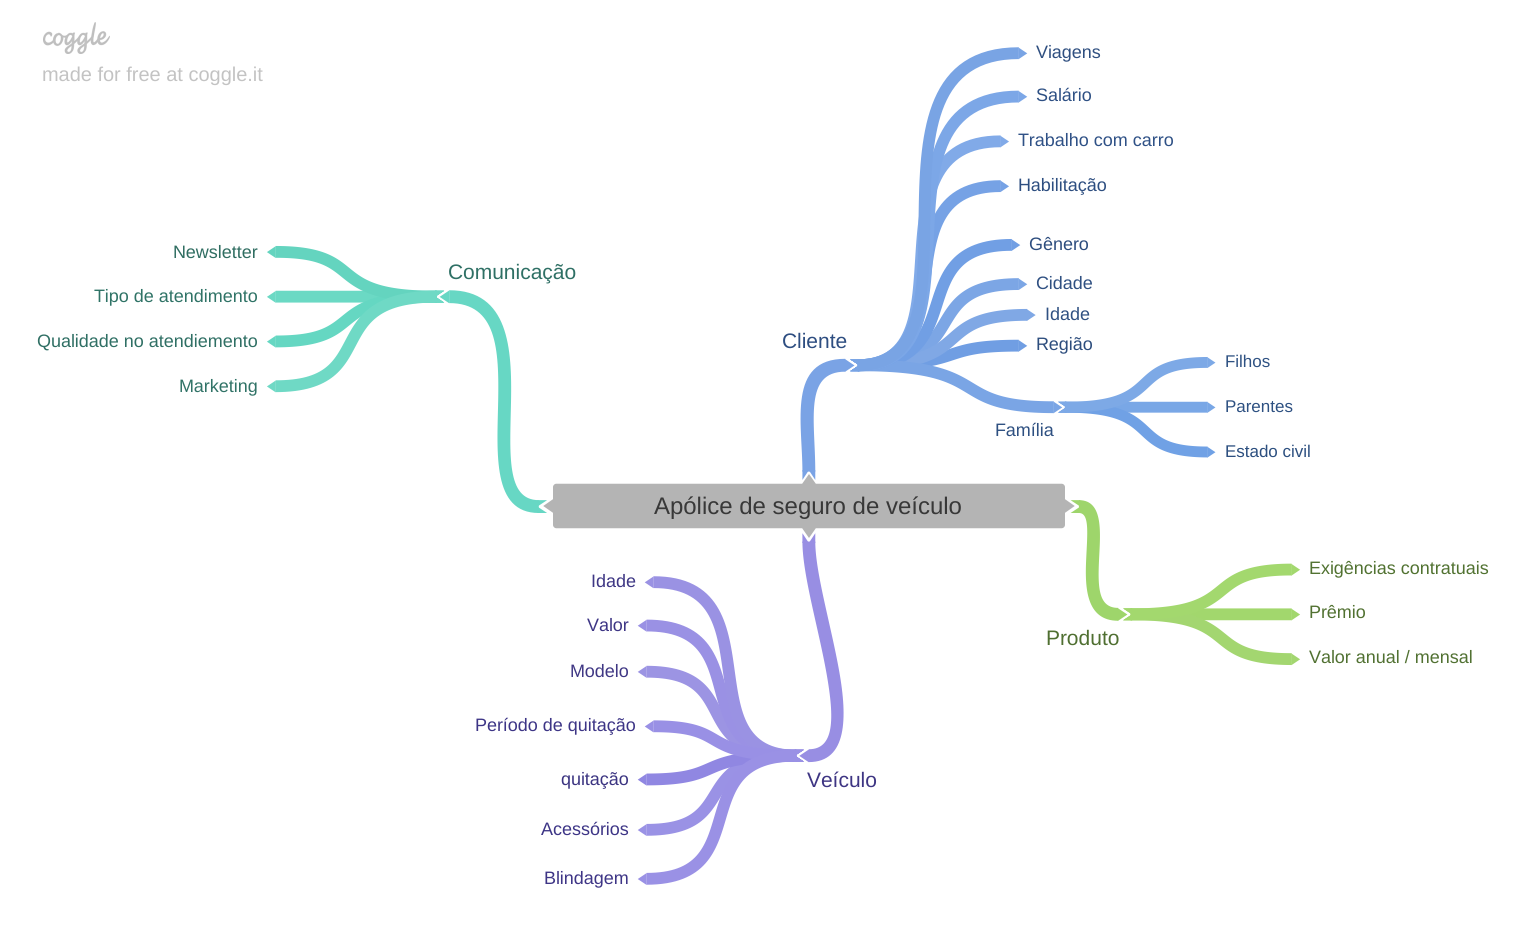 coggle
made for free at coggle.it
Viagens
Salário
Trabalho com carro
Habilitação
Gênero
Cidade
Idade
Região
Cliente
Família
Filhos
Parentes
Estado civil
Newsletter
Tipo de atendimento
Qualidade no atendiemento
Marketing
Comunicação
Apólice de seguro de veículo
Idade
Valor
Modelo
Período de quitação
quitação
Acessórios
Blindagem
Veículo
Produto
Exigências contratuais
Prêmio
Valor anual / mensal